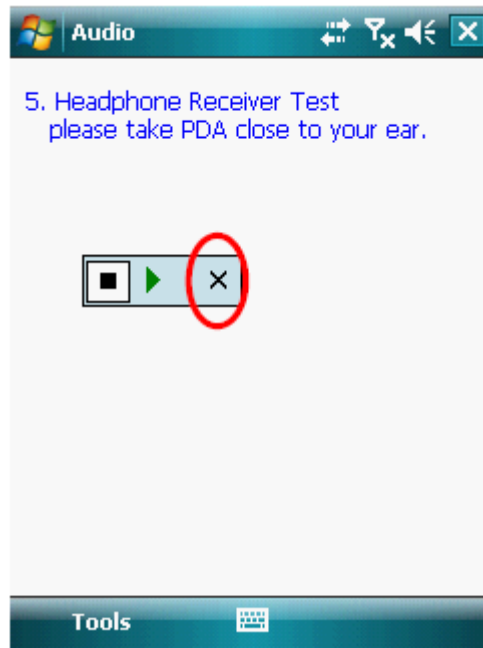 Audio
5. Headphone Receiver Test
please take PDA close to your ear.
Tools